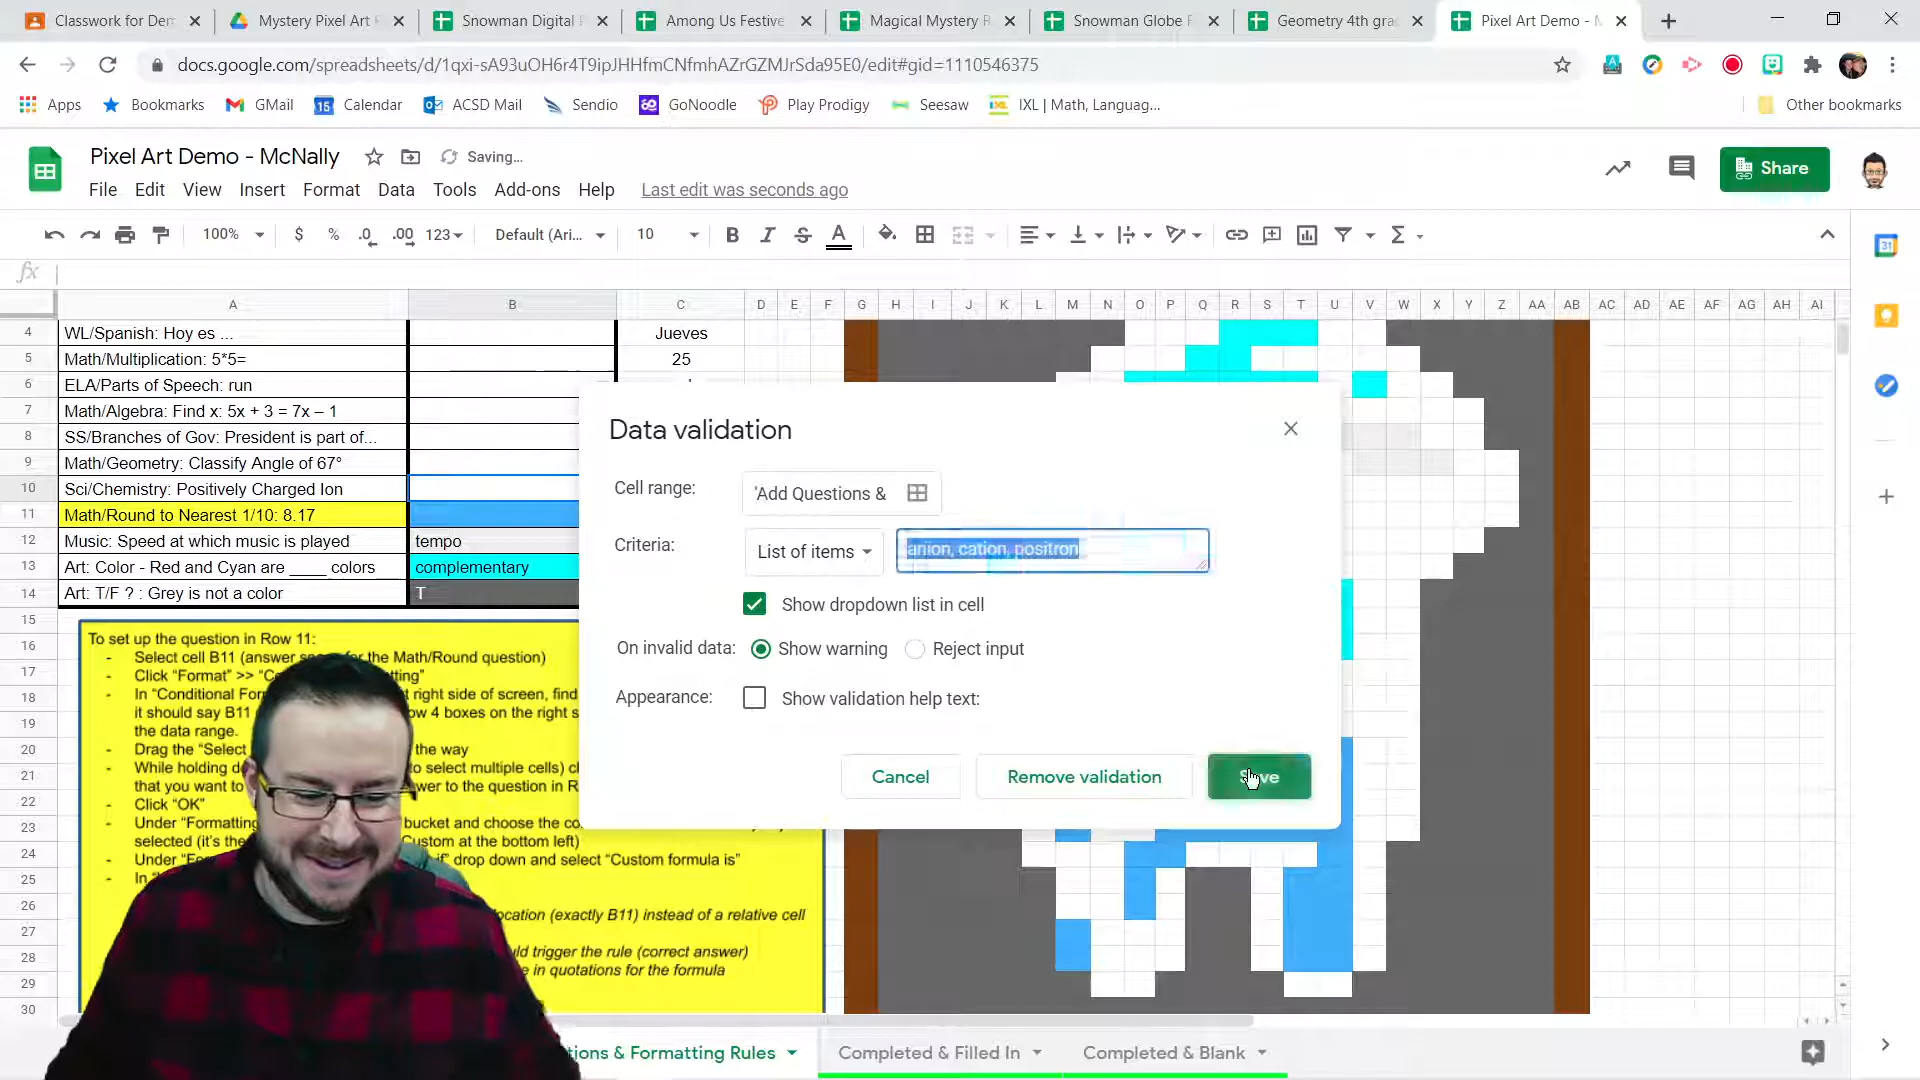 Classwork for Dem
Mystery Pixel Art
Snowman Digital
Among Us Festive
Magical Mystery
Snowman Globe
Geometry 4th gra
Pixel Art Demo -
docs.google.com/spreadsheets/d/1qxi-sA93uOH6r4T9ipJHHfmCNfmhAZrGZMJrSda95E0/edit#gid=1110546375
Apps Bookmarks GMail 15 Calendar ACSD Mail Sendio GoNoodle Play Prodigy Seesaw IXL | Math, Languag... Other bookmarks
Pixel Art Demo - McNally Saving...
File Edit View Insert Format Data Tools Add-ons Help Last edit was seconds ago
Share
100% $ % .0 .00 123 Default (Ari... 10 B I S A Σ
31
fx
A B C D E F G H I J K L M N O P Q R S T U V W X Y Z AA AB AC AD AE AF AG AH AI
4 WL/Spanish: Hoy es ... Jueves
5 Math/Multiplication: 5*5= 25
6 ELA/Parts of Speech: run
7 Math/Algebra: Find x: 5x + 3 = 7x – 1
8 SS/Branches of Gov: President is part of...
9 Math/Geometry: Classify Angle of 67°
10 Sci/Chemistry: Positively Charged Ion
11 Math/Round to Nearest 1/10: 8.17
12 Music: Speed at which music is played tempo
13 Art: Color - Red and Cyan are ____ colors complementary
14 Art: T/F ? : Grey is not a color T
15
16
17
18
19
20
21
22
23
24
25
26
27
28
29
30
Data validation
Cell range: 'Add Questions &
Criteria: List of items anion, cation, positron
Show dropdown list in cell
On invalid data: Show warning Reject input
Appearance: Show validation help text:
Cancel Remove validation Save
To set up the question in Row 11:
- Select cell B11 (answer for the Math/Round question)
- Click "Format" >>
- In "Conditional right side of screen, find
it should say B11 4 boxes on the right
the data range.
- Drag the "Select the way
- While holding to select multiple cells)
that you want to to the question in
- Click "OK"
- Under "Formatting bucket and choose the
selected (it's the at the bottom left)
- Under drop down and select "Custom formula is"
- In
(exactly B11) instead of a relative cell
trigger the rule (correct answer)
in quotations for the formula
& Formatting Rules Completed & Filled In Completed & Blank